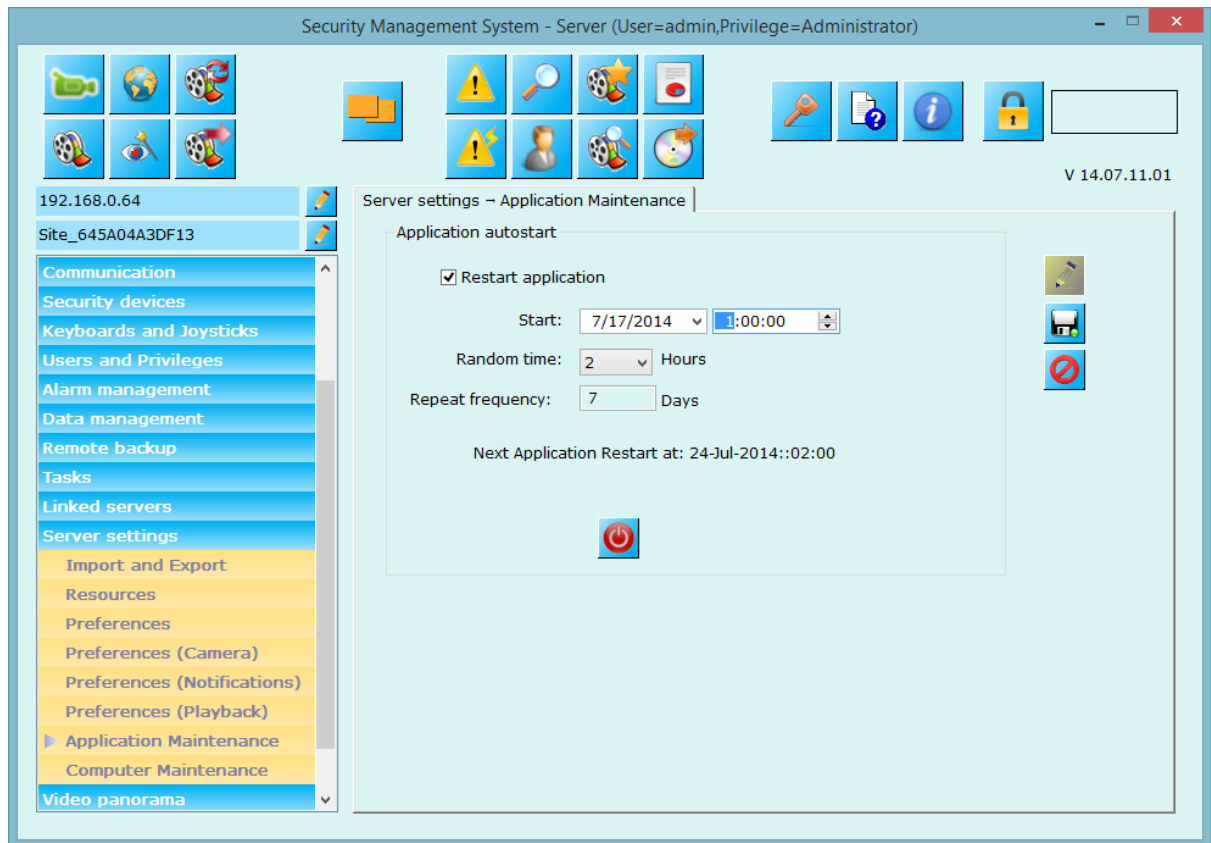 Security Management System - Server (User=admin,Privilege=Administrator)
V 14.07.11.01
192.168.0.64
Site_645A04A3DF13
Communication
Security devices
Keyboards and Joysticks
Users and Privileges
Alarm management
Data management
Remote backup
Tasks
Linked servers
Server settings
Import and Export
Resources
Preferences
Preferences (Camera)
Preferences (Notifications)
Preferences (Playback)
Application Maintenance
Computer Maintenance
Video panorama
Server settings – Application Maintenance
Application autostart
Restart application
Start: 7/17/2014 1:00:00
Random time: 2 Hours
Repeat frequency: 7 Days
Next Application Restart at: 24-Jul-2014::02:00